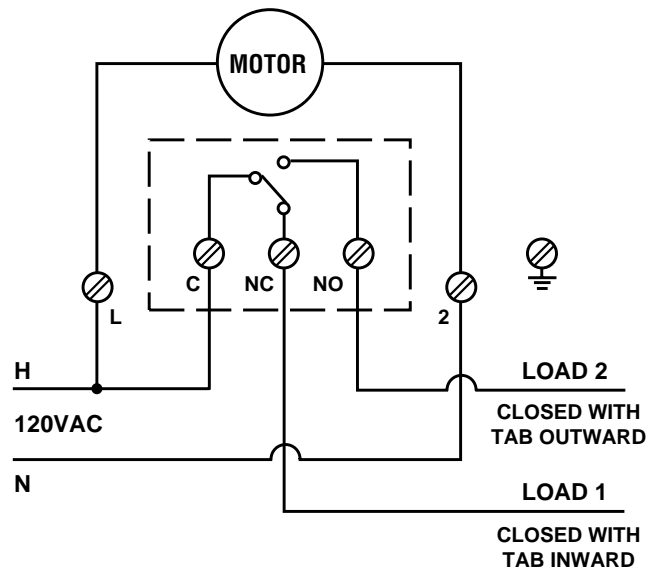 MOTOR
C
NC
NO
L
2
H
LOAD 2
120VAC
CLOSED WITH
TAB OUTWARD
N
LOAD 1
CLOSED WITH
TAB INWARD